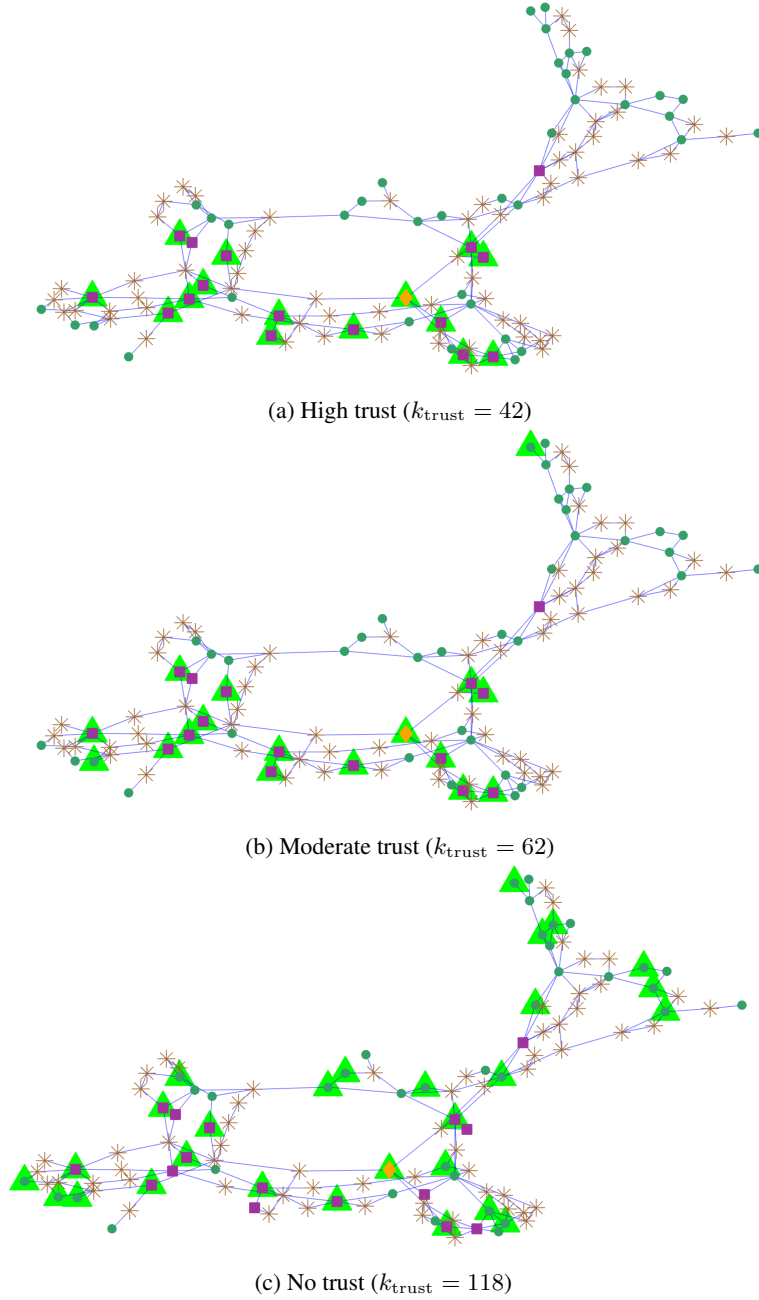 (a) High trust (k_trust = 42)
(b) Moderate trust (k_trust = 62)
(c) No trust (k_trust = 118)